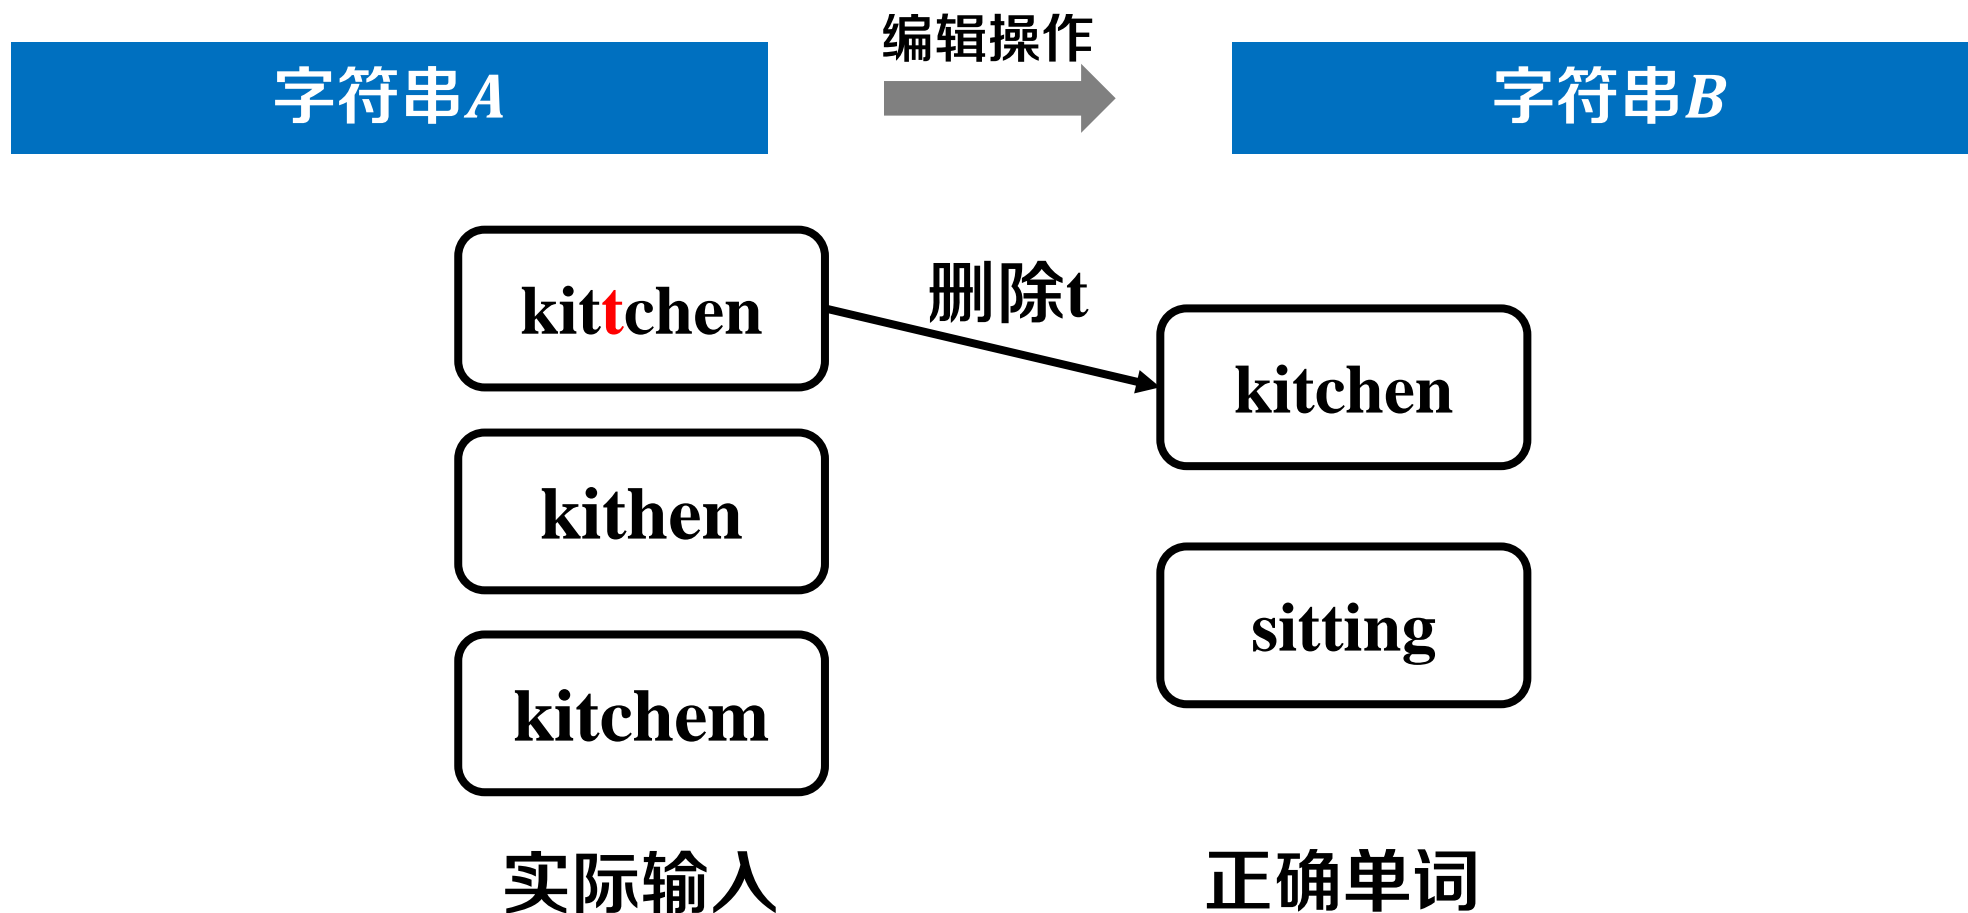 编辑操作
字符串A
字符串B
kittchen
删除t
kitchen
kithen
sitting
kitchem
实际输入
正确单词